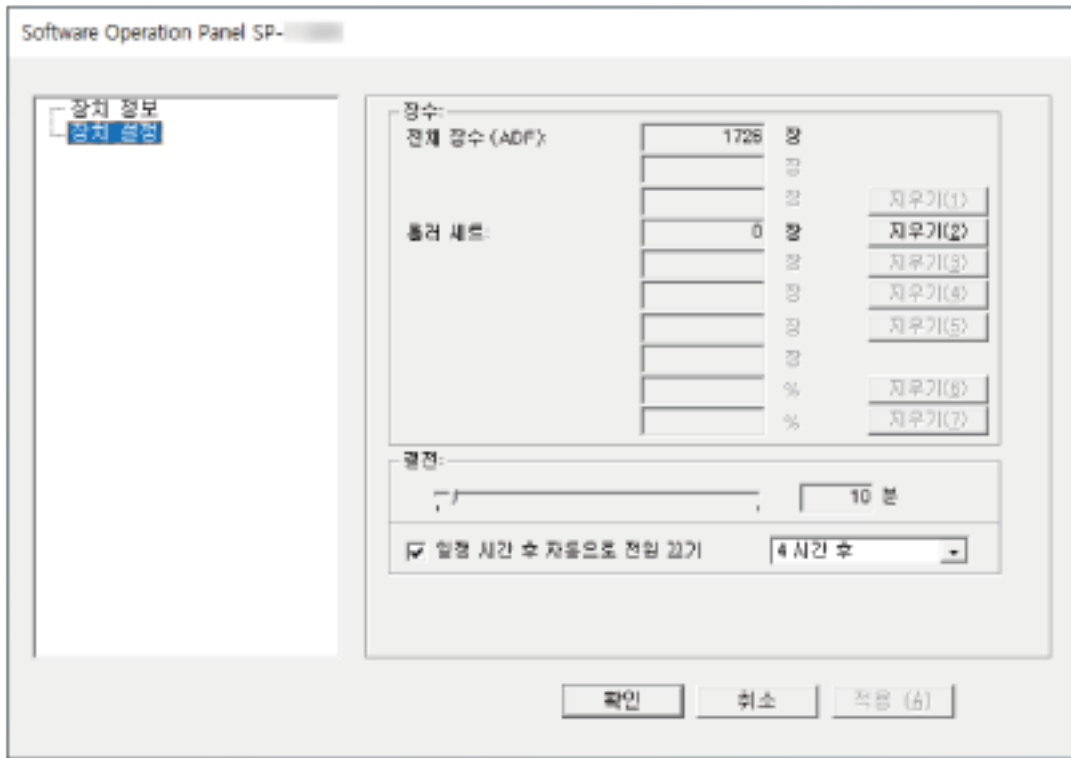 Software Operation Panel SP-
장치 정보
장치 설정
장수:
전체 장수 (ADF): 1726 장
장
장 지우기(1)
롤러 세트: 0 장 지우기(2)
장 지우기(3)
장 지우기(4)
장 지우기(5)
장
% 지우기(6)
% 지우기(7)
절전:
10 분
일정 시간 후 자동으로 전원 끄기 4 시간 후
확인 취소 적용 (A)